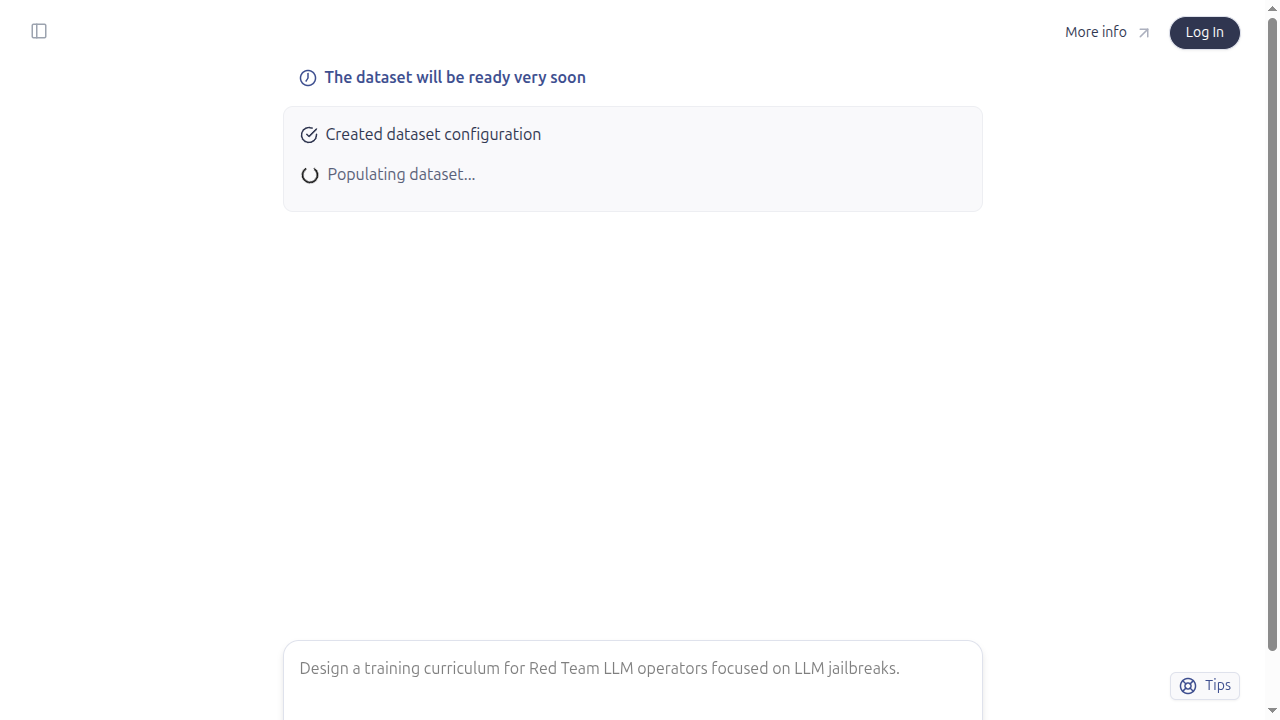 More info
Log In
The dataset will be ready very soon
Created dataset configuration
Populating dataset...
Design a training curriculum for Red Team LLM operators focused on LLM jailbreaks.
Tips